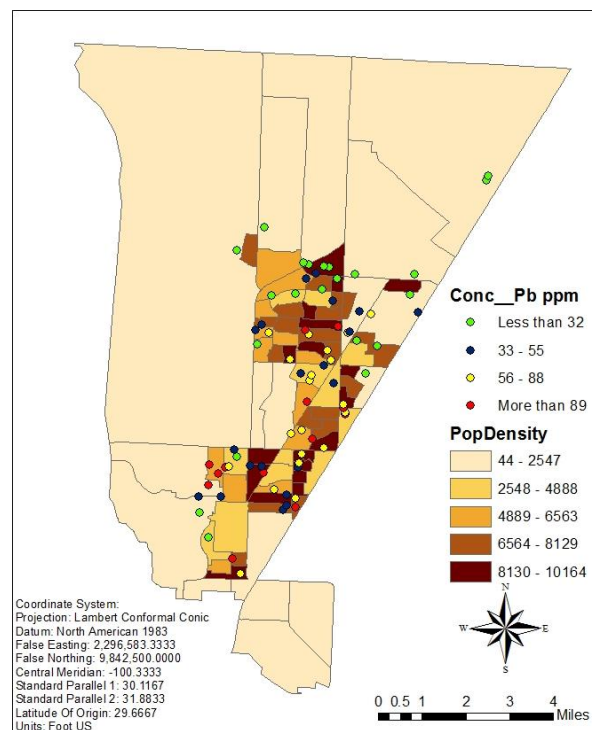 Conc__Pb ppm
Less than 32
33 - 55
56 - 88
More than 89
PopDensity
44 - 2547
2548 - 4888
4889 - 6563
6564 - 8129
8130 - 10164
N
W E
S
Coordinate System:
Projection: Lambert Conformal Conic
Datum: North American 1983
False Easting: 2,296,583.3333
False Northing: 9,842,500.0000
Central Meridian: -100.3333
Standard Parallel 1: 30.1167
Standard Parallel 2: 31.8833
Latitude Of Origin: 29.6667
Units: Foot US
0 0.5 1 2 3 4
Miles